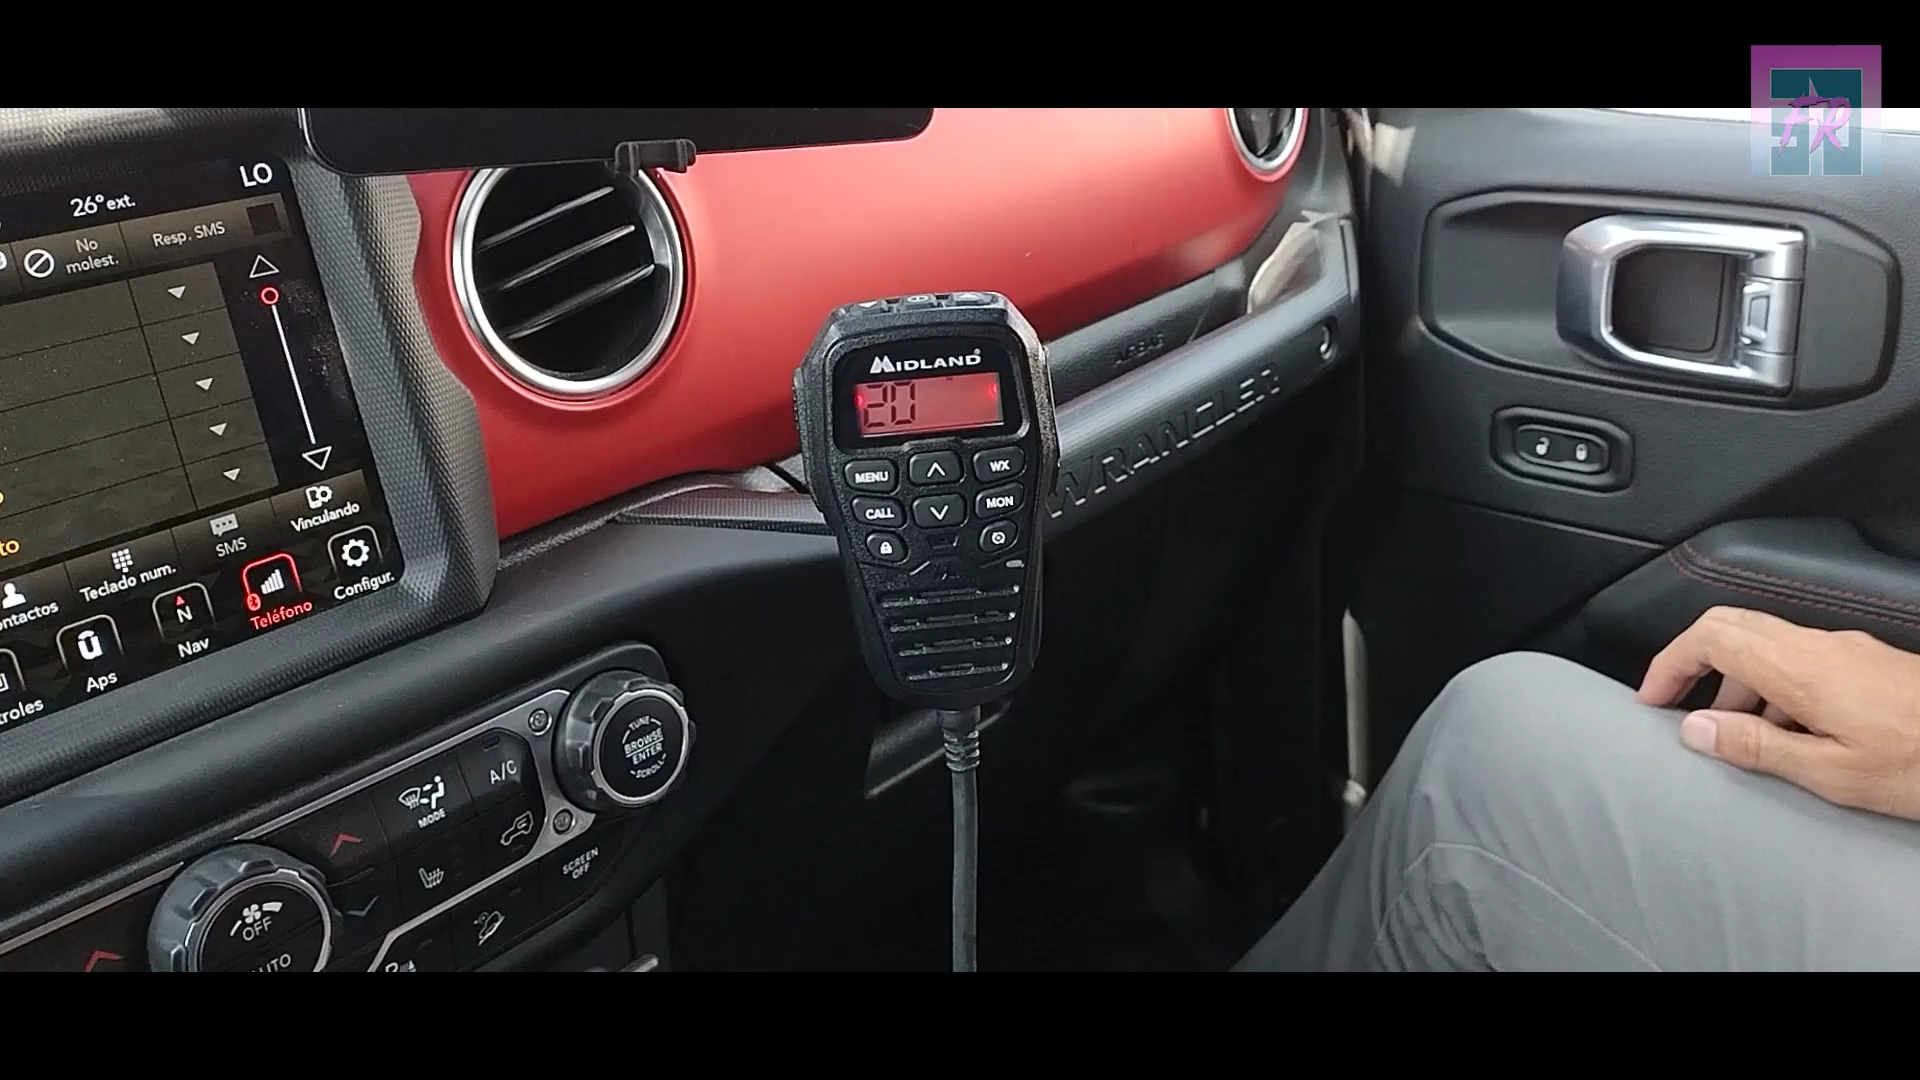 LO
26° ext.
No
molest.
Resp. SMS
Vinculando
SMS
Teclado num.
Configur.
Teléfono
Nav
Aps
MIDLAND
20
MENU
WX
CALL
MON
AIRBAG
WRANGLER
TUNE
BROWSE
ENTER
SCROLL
A/C
MODE
SCREEN
OFF
OFF
FR